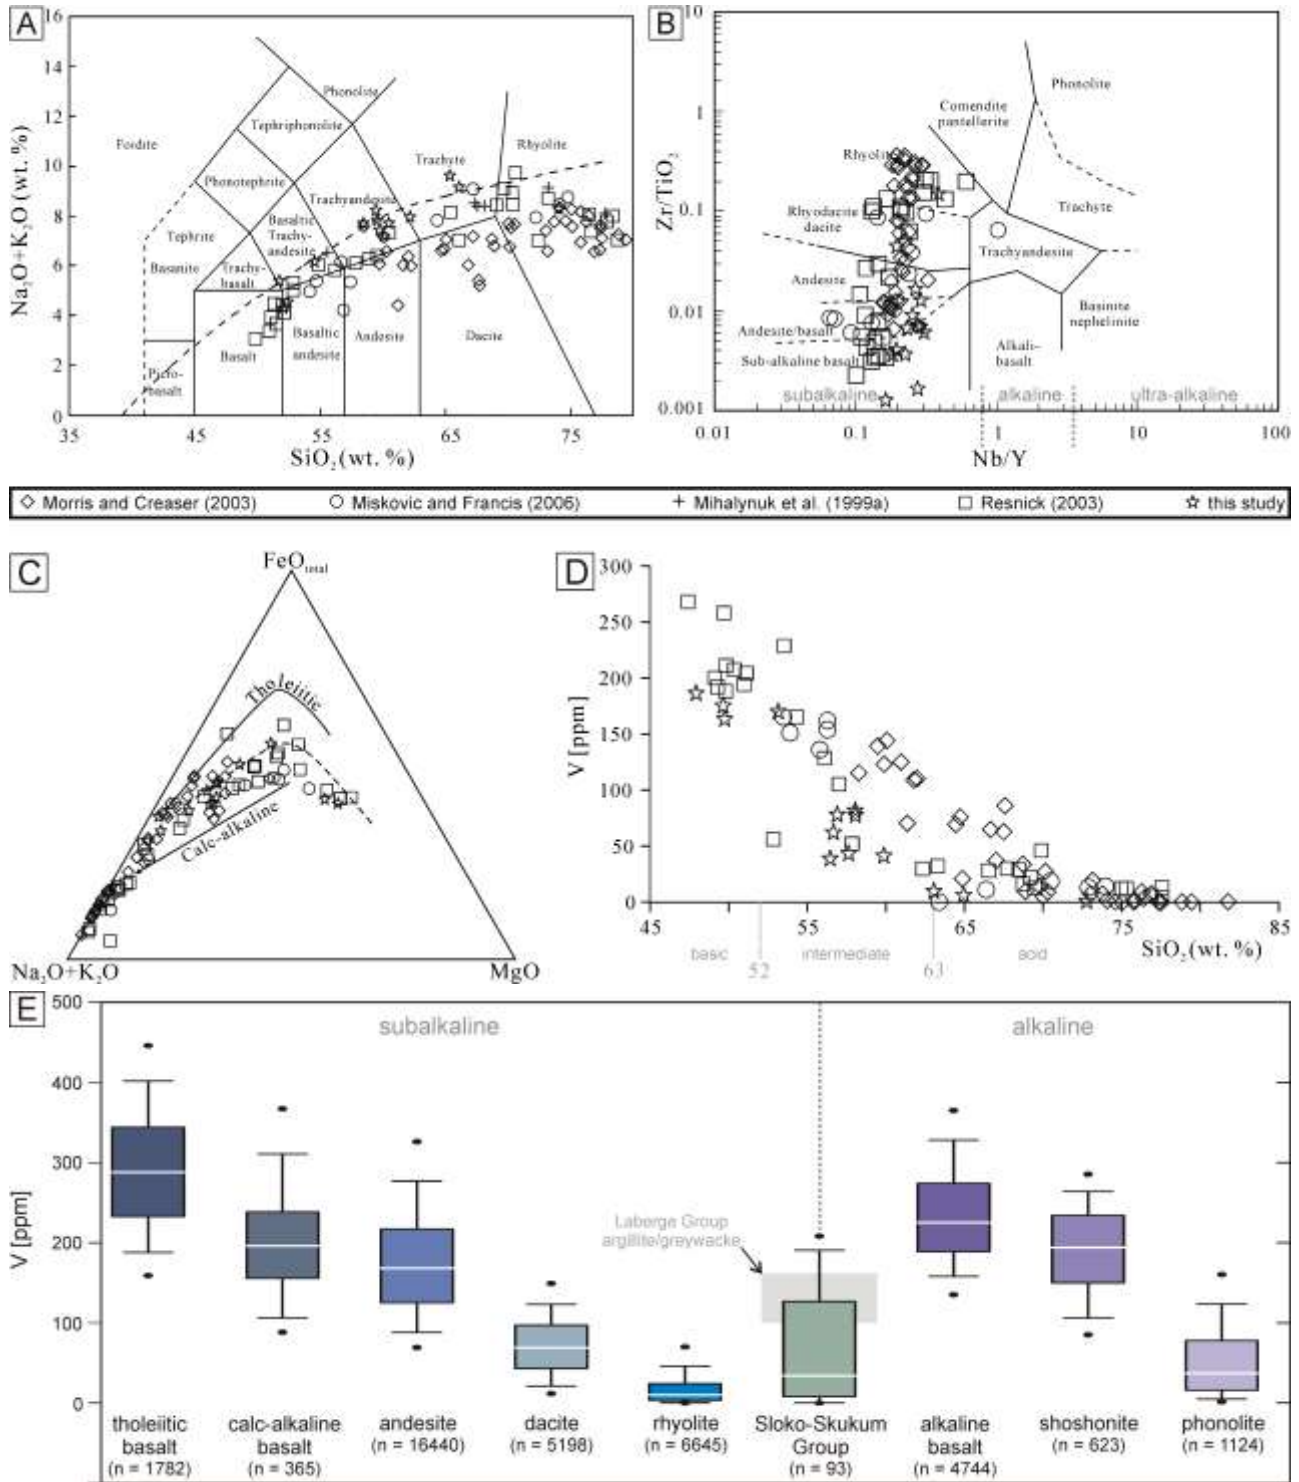 A
Na₂O+K₂O (wt. %)
16
14
12
10
8
6
4
2
0
35
45
55
65
75
SiO₂(wt. %)
Phonolite
Tephriphonolite
Foidite
Trachyte
Rhyolite
Phonotephrite
Trachyandesite
Basaltic
Trachy-
andesite
Tephrite
Basanite
Trachy-
basalt
Basalt
Basaltic
andesite
Andesite
Dacite
Picro-
basalt
B
Zr/TiO₂
10
1
0.1
0.01
0.001
0.01
0.1
1
10
100
Nb/Y
Phonolite
Comendite
pantellerite
Rhyolite
Rhyodacite
dacite
Trachyte
Trachyandesite
Andesite
Basinite
nephelinite
Andesite/basalt
Sub-alkaline basalt
Alkali-
basalt
subalkaline
alkaline
ultra-alkaline
Morris and Creaser (2003)
Miskovic and Francis (2006)
Mihalynuk et al. (1999a)
Resnick (2003)
this study
C
FeO total
Tholeiitic
Calc-alkaline
Na₂O+K₂O
MgO
D
V [ppm]
300
250
200
150
100
50
0
45
55
65
75
85
SiO₂(wt. %)
basic
52
intermediate
63
acid
E
subalkaline
alkaline
V [ppm]
500
400
300
200
100
0
Laberge Group
argillite/greywacke
tholeiitic
basalt
(n = 1782)
calc-alkaline
basalt
(n = 365)
andesite
(n = 16440)
dacite
(n = 5198)
rhyolite
(n = 6645)
Sloko-Skukum
Group
(n = 93)
alkaline
basalt
(n = 4744)
shoshonite
(n = 623)
phonolite
(n = 1124)